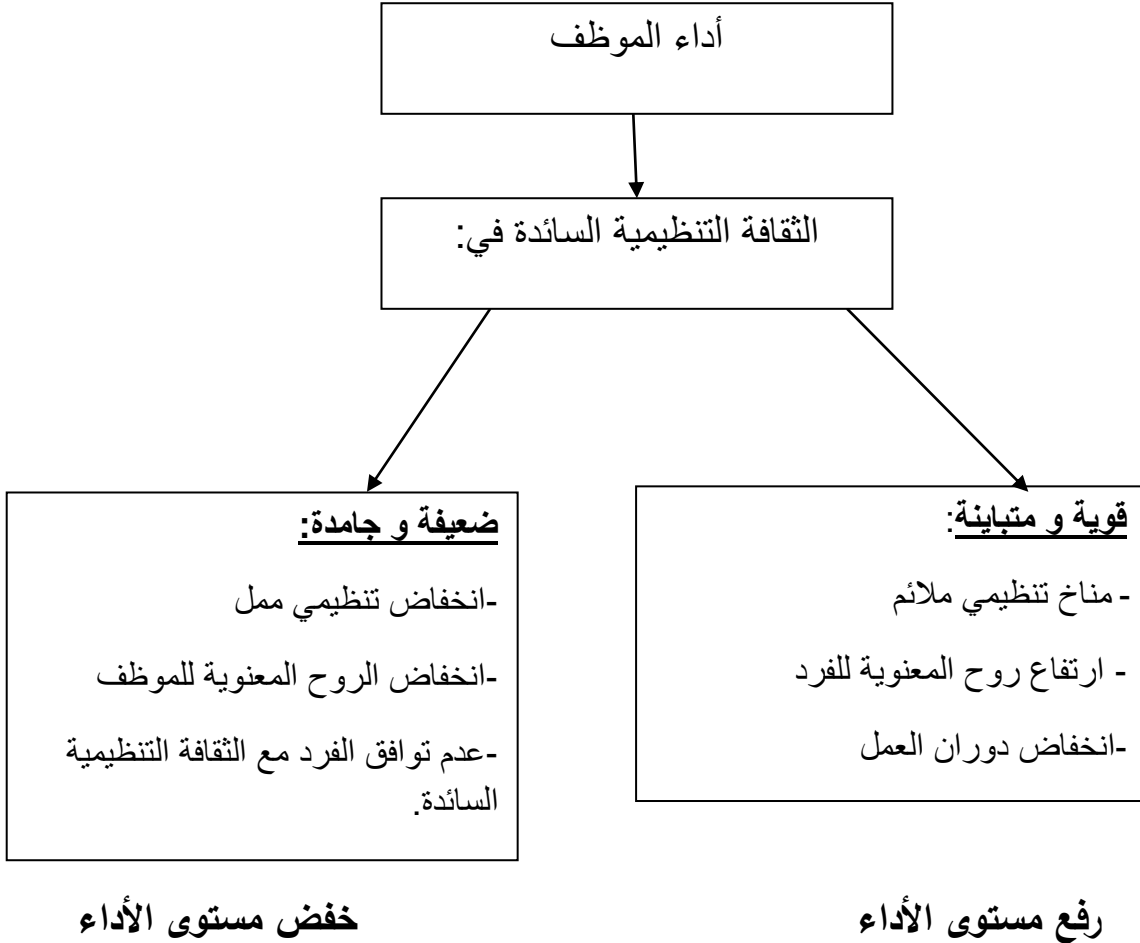 أداء الموظف
الثقافة التنظيمية السائدة في:
قوية و متباينة:
- مناخ تنظيمي ملائم
- ارتفاع روح المعنوية للفرد
-انخفاض دوران العمل
ضعيفة و جامدة:
-انخفاض تنظيمي ممل
-انخفاض الروح المعنوية للموظف
-عدم توافق الفرد مع الثقافة التنظيمية
السائدة.
رفع مستوى الأداء
خفض مستوى الأداء